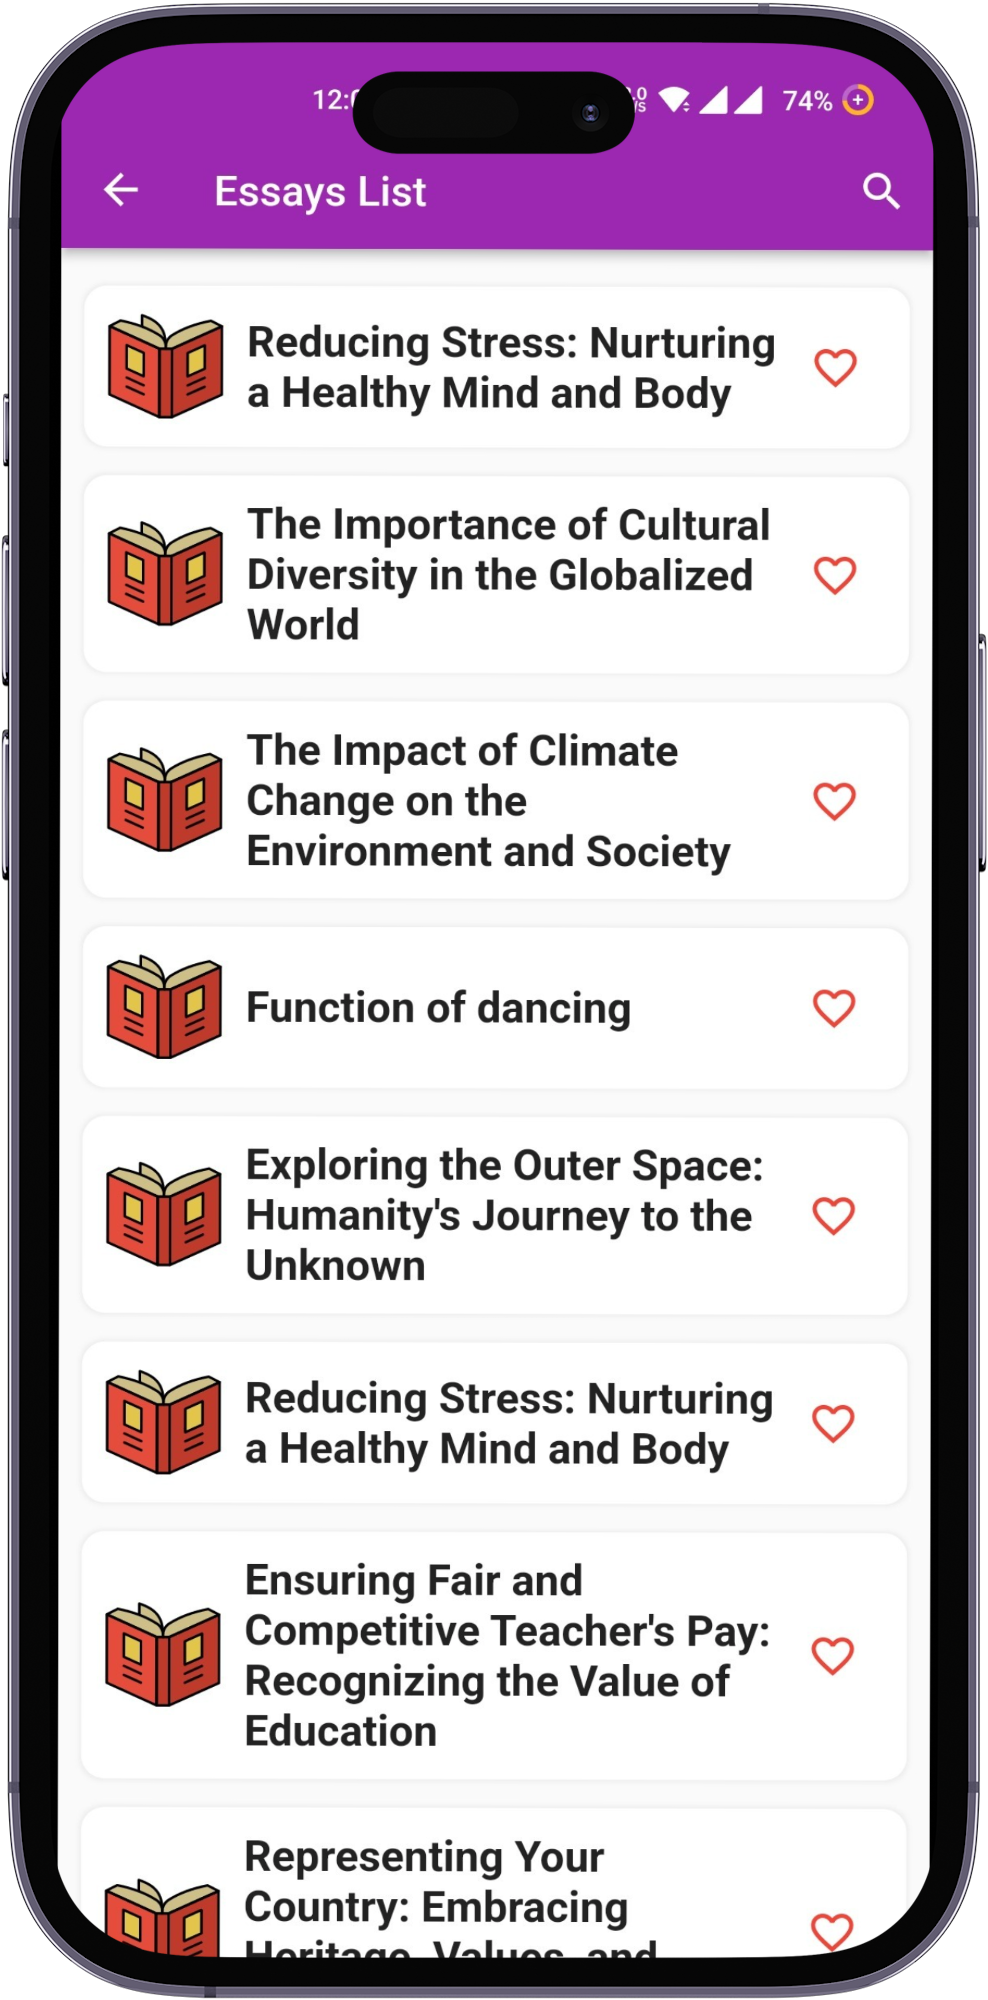 74%
Essays List
Reducing Stress: Nurturing
a Healthy Mind and Body
The Importance of Cultural
Diversity in the Globalized
World
The Impact of Climate
Change on the
Environment and Society
Function of dancing
Exploring the Outer Space:
Humanity's Journey to the
Unknown
Reducing Stress: Nurturing
a Healthy Mind and Body
Ensuring Fair and
Competitive Teacher's Pay:
Recognizing the Value of
Education
Representing Your
Country: Embracing
Heritage, Values, and